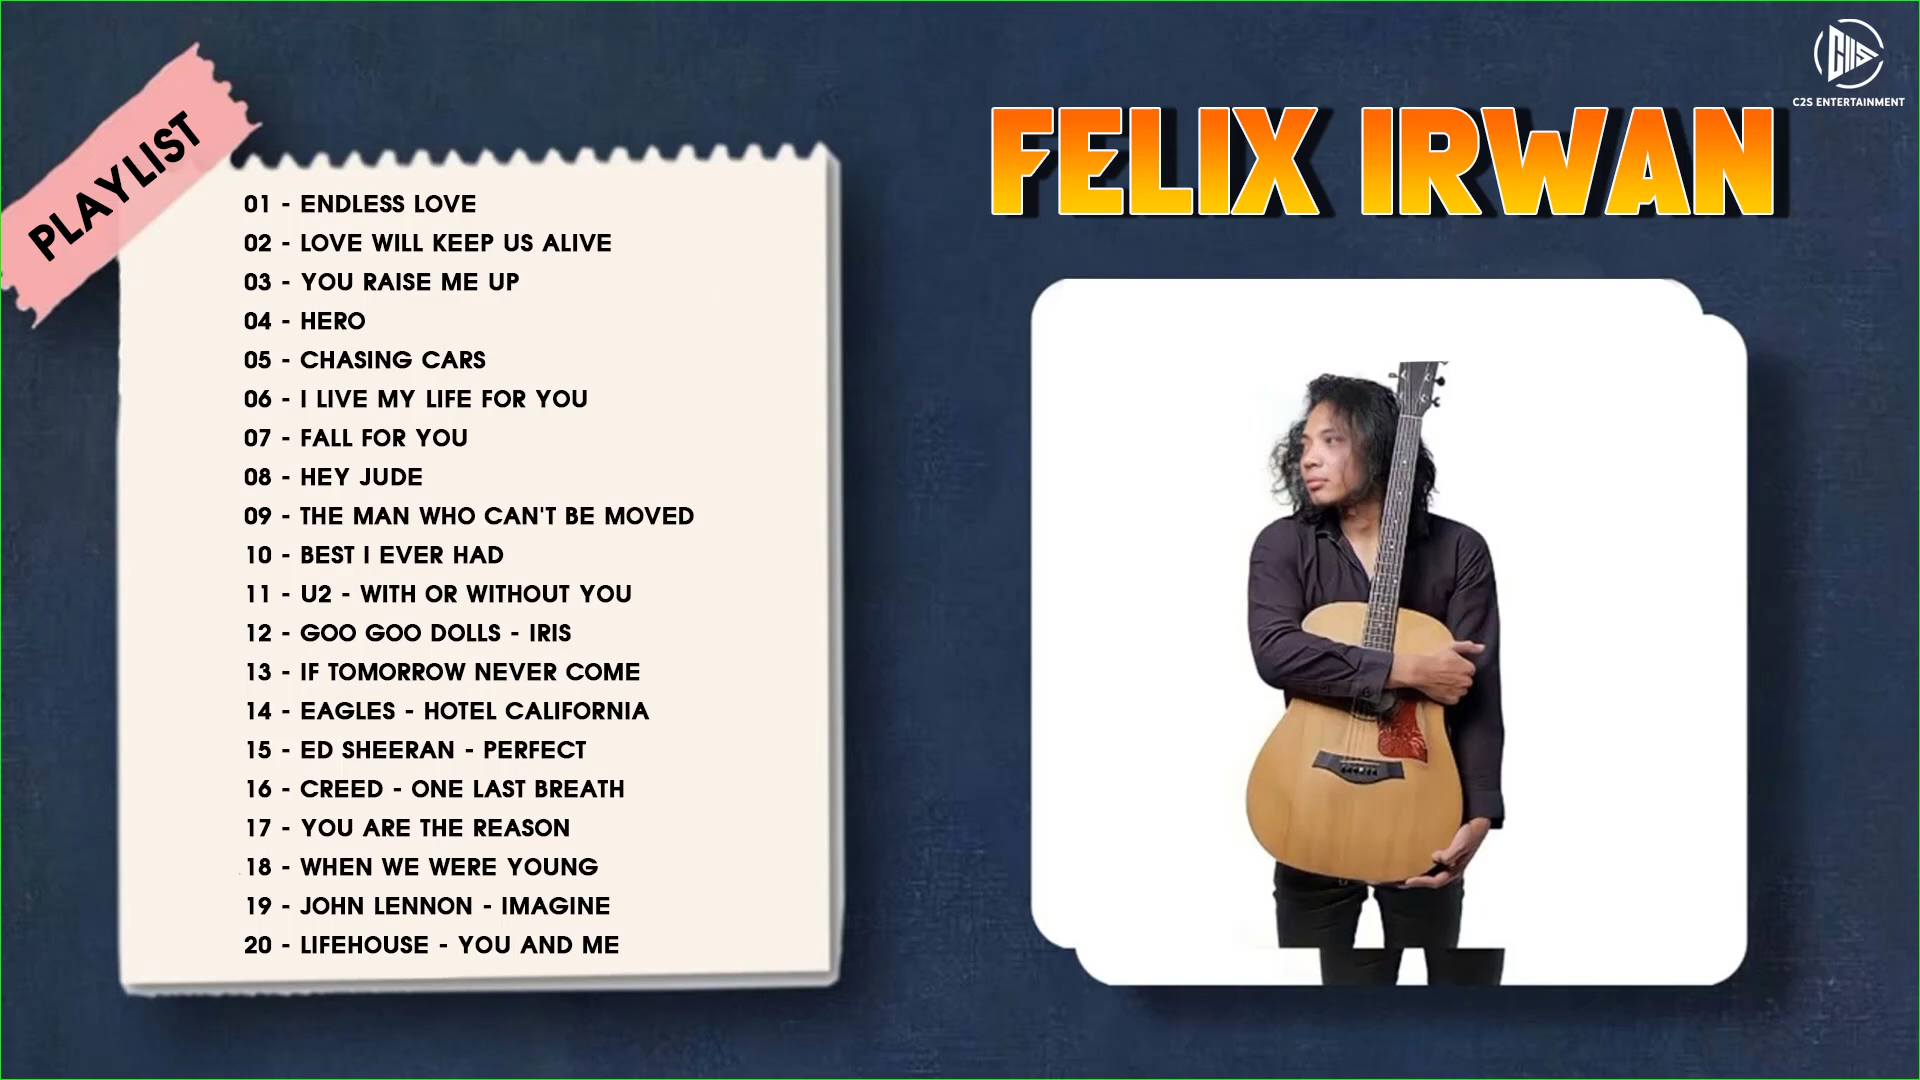 PLAYLIST
01 - ENDLESS LOVE
02 - LOVE WILL KEEP US ALIVE
03 - YOU RAISE ME UP
04 - HERO
05 - CHASING CARS
06 - I LIVE MY LIFE FOR YOU
07 - FALL FOR YOU
08 - HEY JUDE
09 - THE MAN WHO CAN'T BE MOVED
10 - BEST I EVER HAD
11 - U2 - WITH OR WITHOUT YOU
12 - GOO GOO DOLLS - IRIS
13 - IF TOMORROW NEVER COME
14 - EAGLES - HOTEL CALIFORNIA
15 - ED SHEERAN - PERFECT
16 - CREED - ONE LAST BREATH
17 - YOU ARE THE REASON
18 - WHEN WE WERE YOUNG
19 - JOHN LENNON - IMAGINE
20 - LIFEHOUSE - YOU AND ME
FELIX IRWAN
C2S ENTERTAINMENT